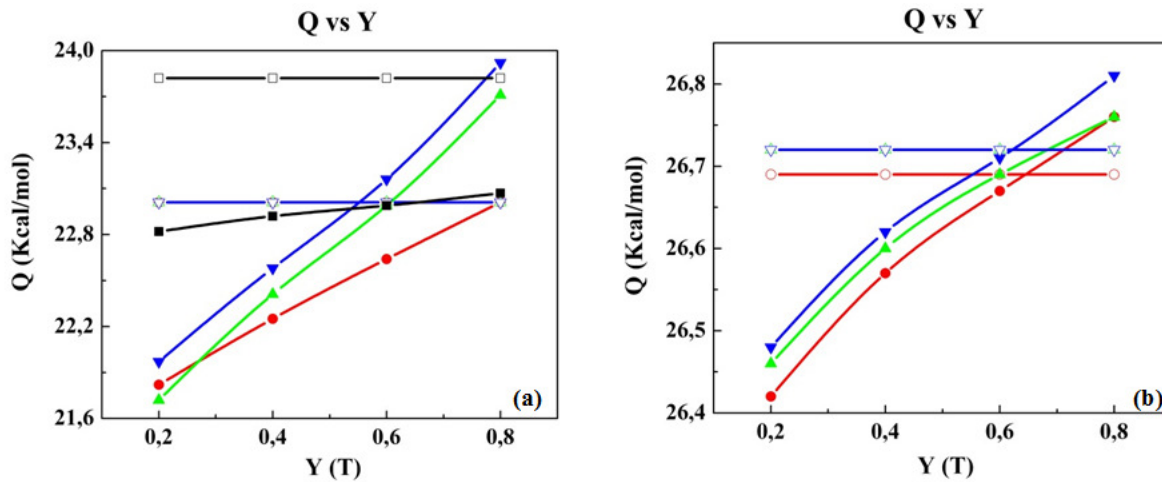 Q vs Y
24,0
23,4
22,8
22,2
21,6
Q (Kcal/mol)
0,2 0,4 0,6 0,8
Y (T)
(a)
Q vs Y
26,8
26,7
26,6
26,5
26,4
Q (Kcal/mol)
0,2 0,4 0,6 0,8
Y (T)
(b)